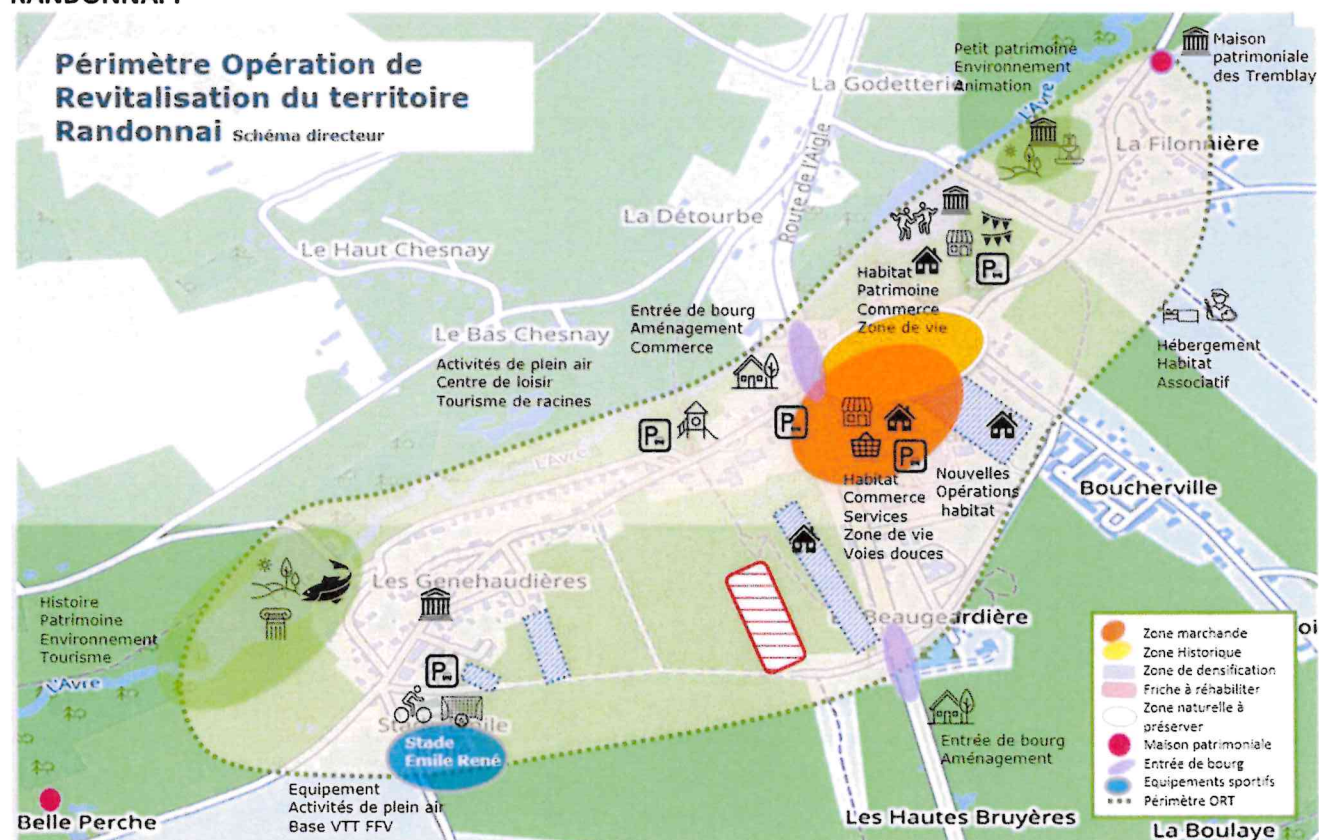 Périmètre Opération de
Revitalisation du territoire
Randonnai Schéma directeur
Petit patrimoine
Environnement
Animation
Maison
patrimoniale
des Tremblay
La Godetterie
L'Avre
La Filonnière
Route de l'Aigle
La Détourbe
Le Haut Chesnay
Habitat
Patrimoine
Commerce
Zone de vie
Entrée de bourg
Aménagement
Commerce
Le Bas Chesnay
Activités de plein air
Centre de loisir
Tourisme de racines
Hébergement
Habitat
Associatif
L'Avre
Habitat
Commerce
Services
Zone de vie
Voies douces
Nouvelles
Opérations
habitat
Boucherville
Les Genehaudières
Histoire
Patrimoine
Environnement
Tourisme
L'Avre
Beaugeardière
Stade
Emile René
Entrée de bourg
Aménagement
Equipement
Activités de plein air
Base VTT FFV
Belle Perche
Les Hautes Bruyères
La Boulaye
Zone marchande
Zone Historique
Zone de densification
Friche à réhabiliter
Zone naturelle à
préserver
Maison patrimoniale
Entrée de bourg
Equipements sportifs
Périmètre ORT